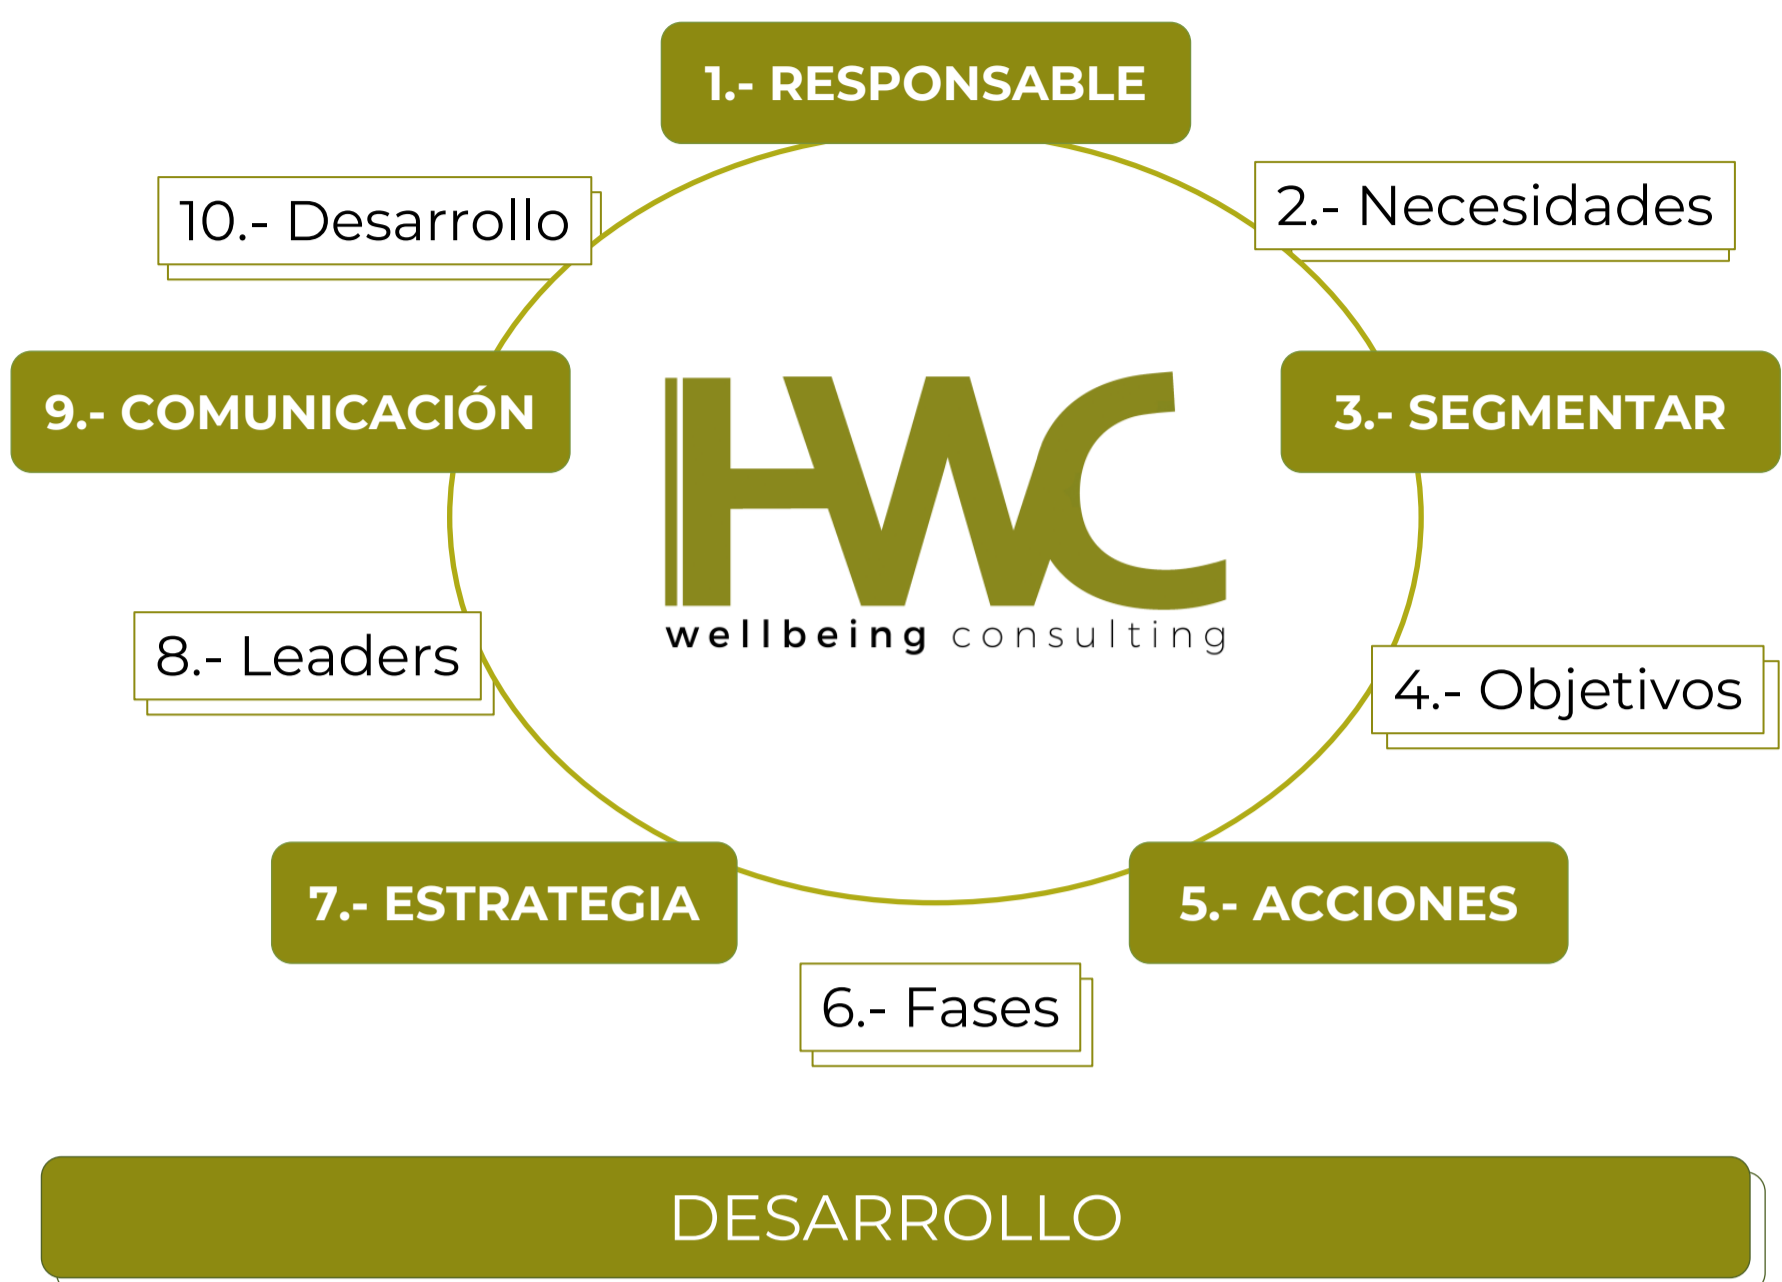 1.- RESPONSABLE
2.- Necesidades
3.- SEGMENTAR
4.- Objetivos
5.- ACCIONES
6.- Fases
7.- ESTRATEGIA
8.- Leaders
9.- COMUNICACIÓN
10.- Desarrollo
HWC
wellbeing consulting
DESARROLLO